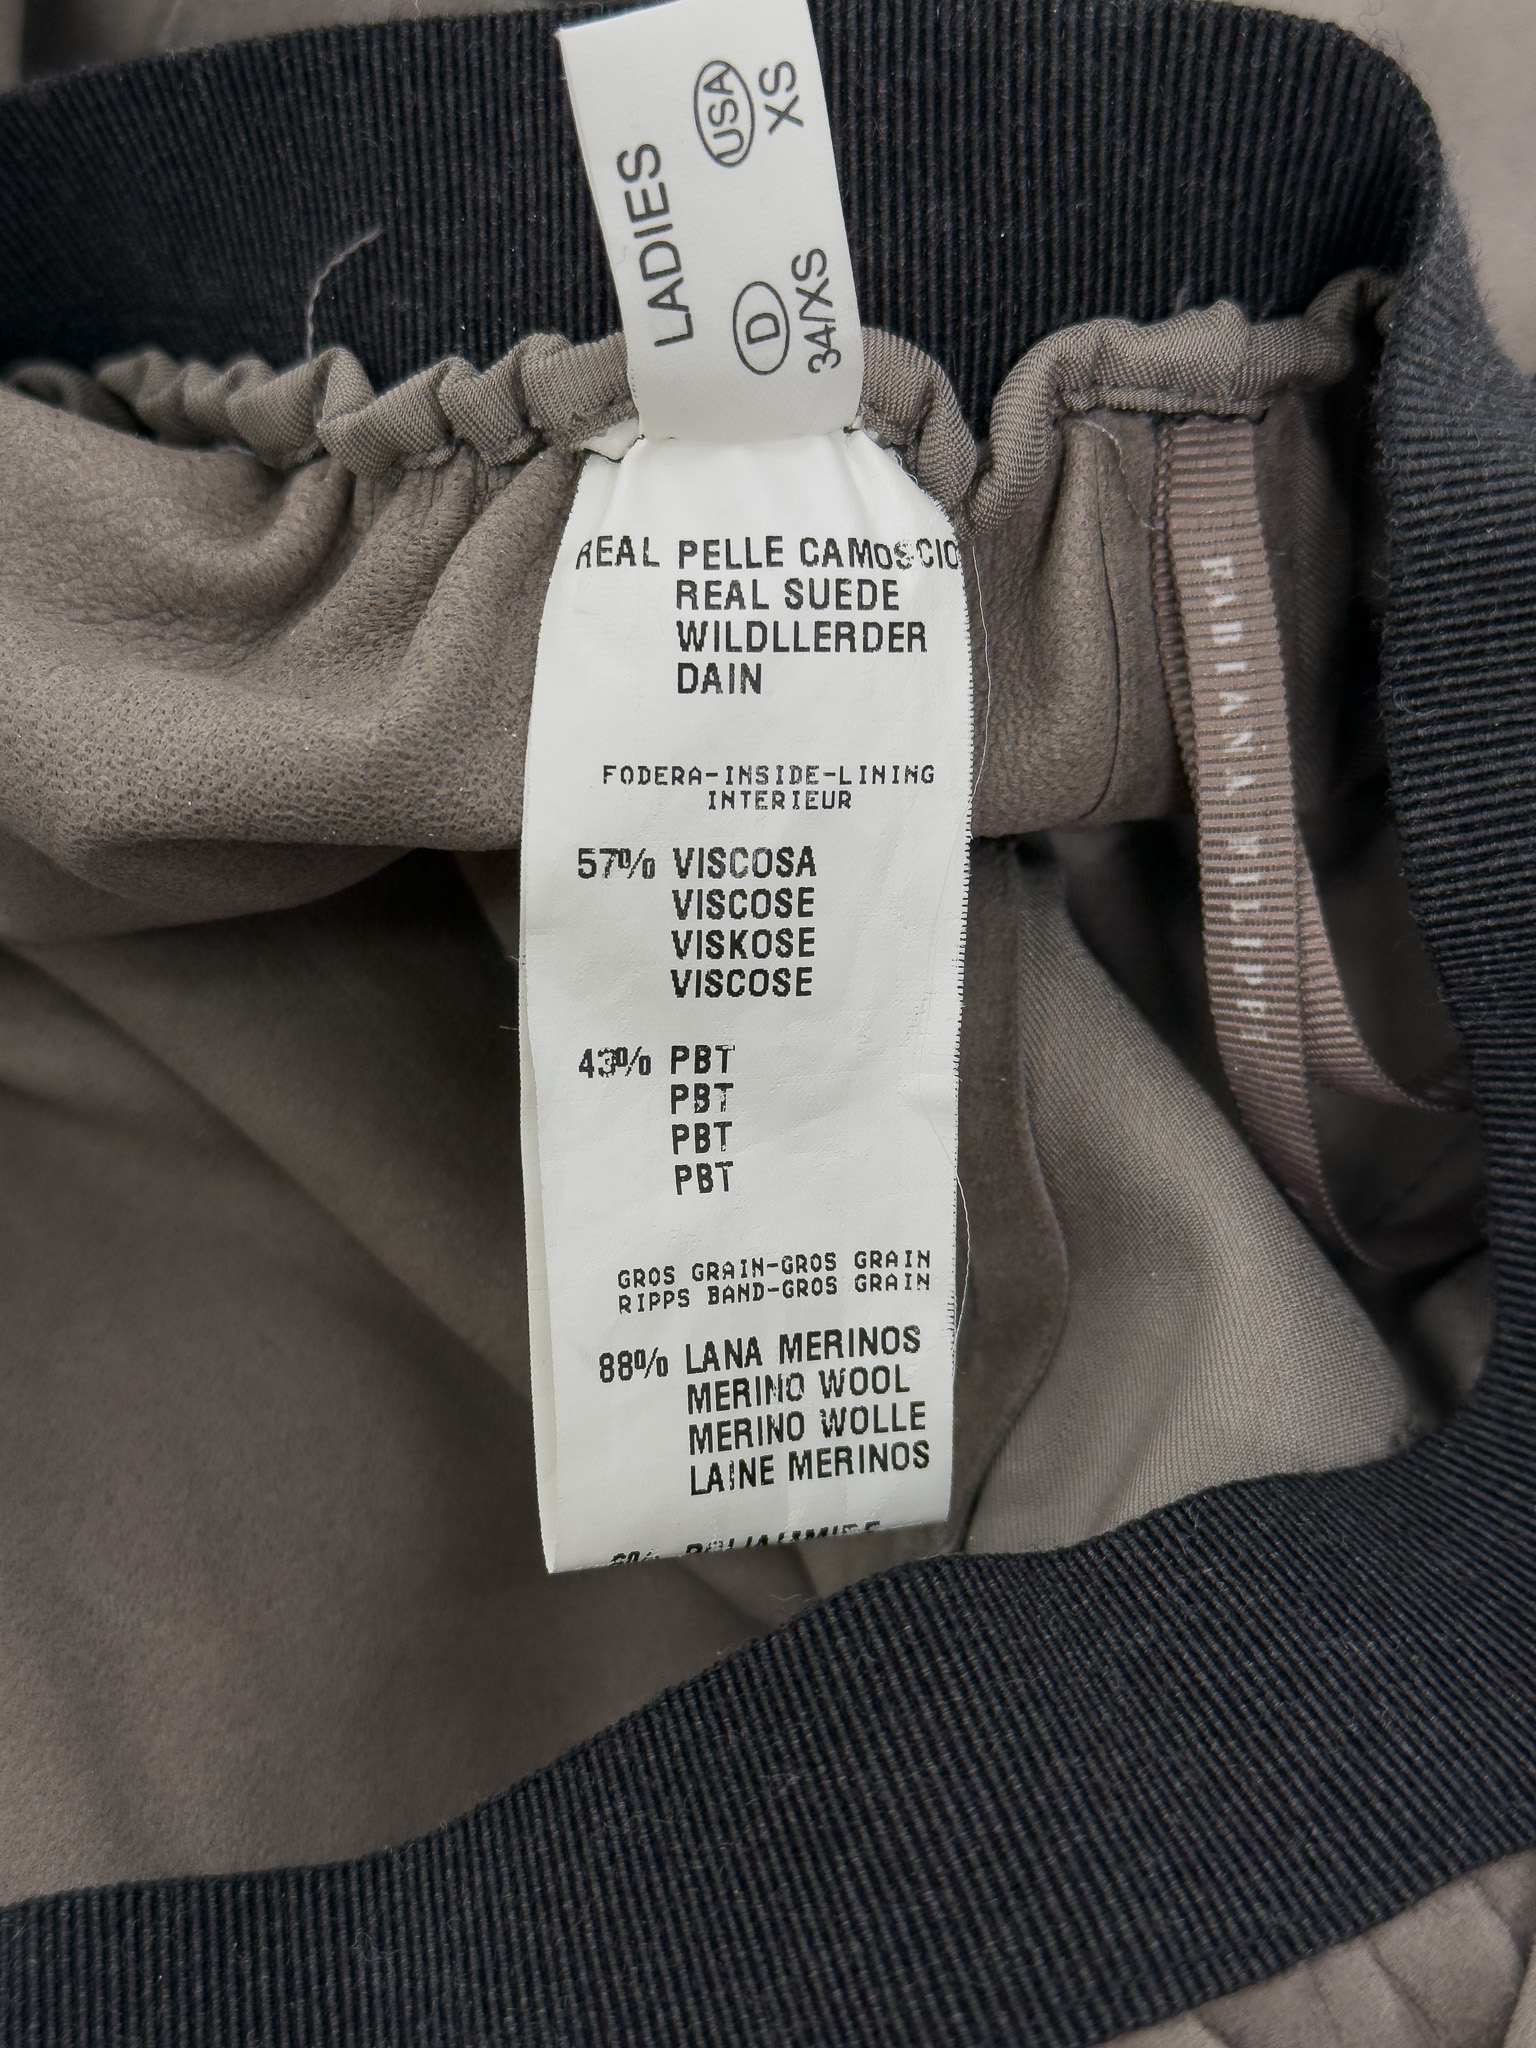 LADIES
USA
XS
D
34/XS
REAL PELLE CAMOSCIO
REAL SUEDE
WILDLLERDER
DAIN
FODERA-INSIDE-LINING
INTERIEUR
57% VISCOSA
VISCOSE
VISKOSE
VISCOSE
43% PBT
PBT
PBT
PBT
GROS GRAIN-GROS GRAIN
RIPPS BAND-GROS GRAIN
88% LANA MERINOS
MERINO WOOL
MERINO WOLLE
LAINE MERINOS
FABIANA FILIPPI